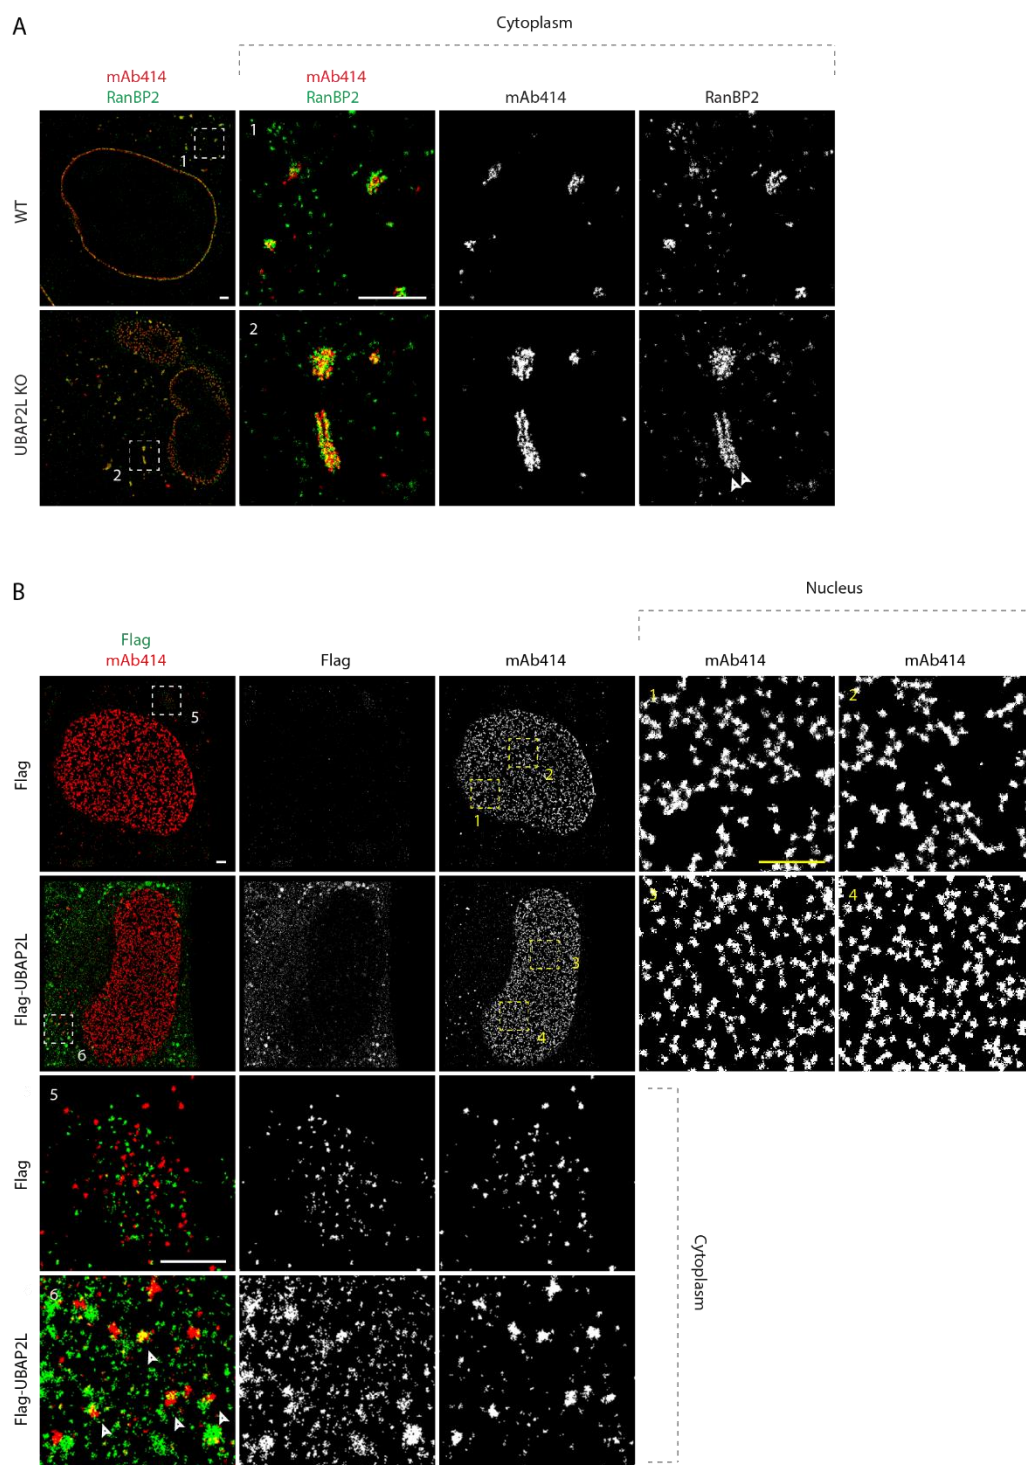 A
Cytoplasm
mAb414
RanBP2
mAb414
RanBP2
mAb414
RanBP2
WT
1
1
UBAP2L KO
2
2
B
Nucleus
Flag
mAb414
Flag
mAb414
mAb414
mAb414
Flag
5
2
1
1
2
Flag-UBAP2L
6
3
4
3
4
Flag
5
Cytoplasm
Flag-UBAP2L
6